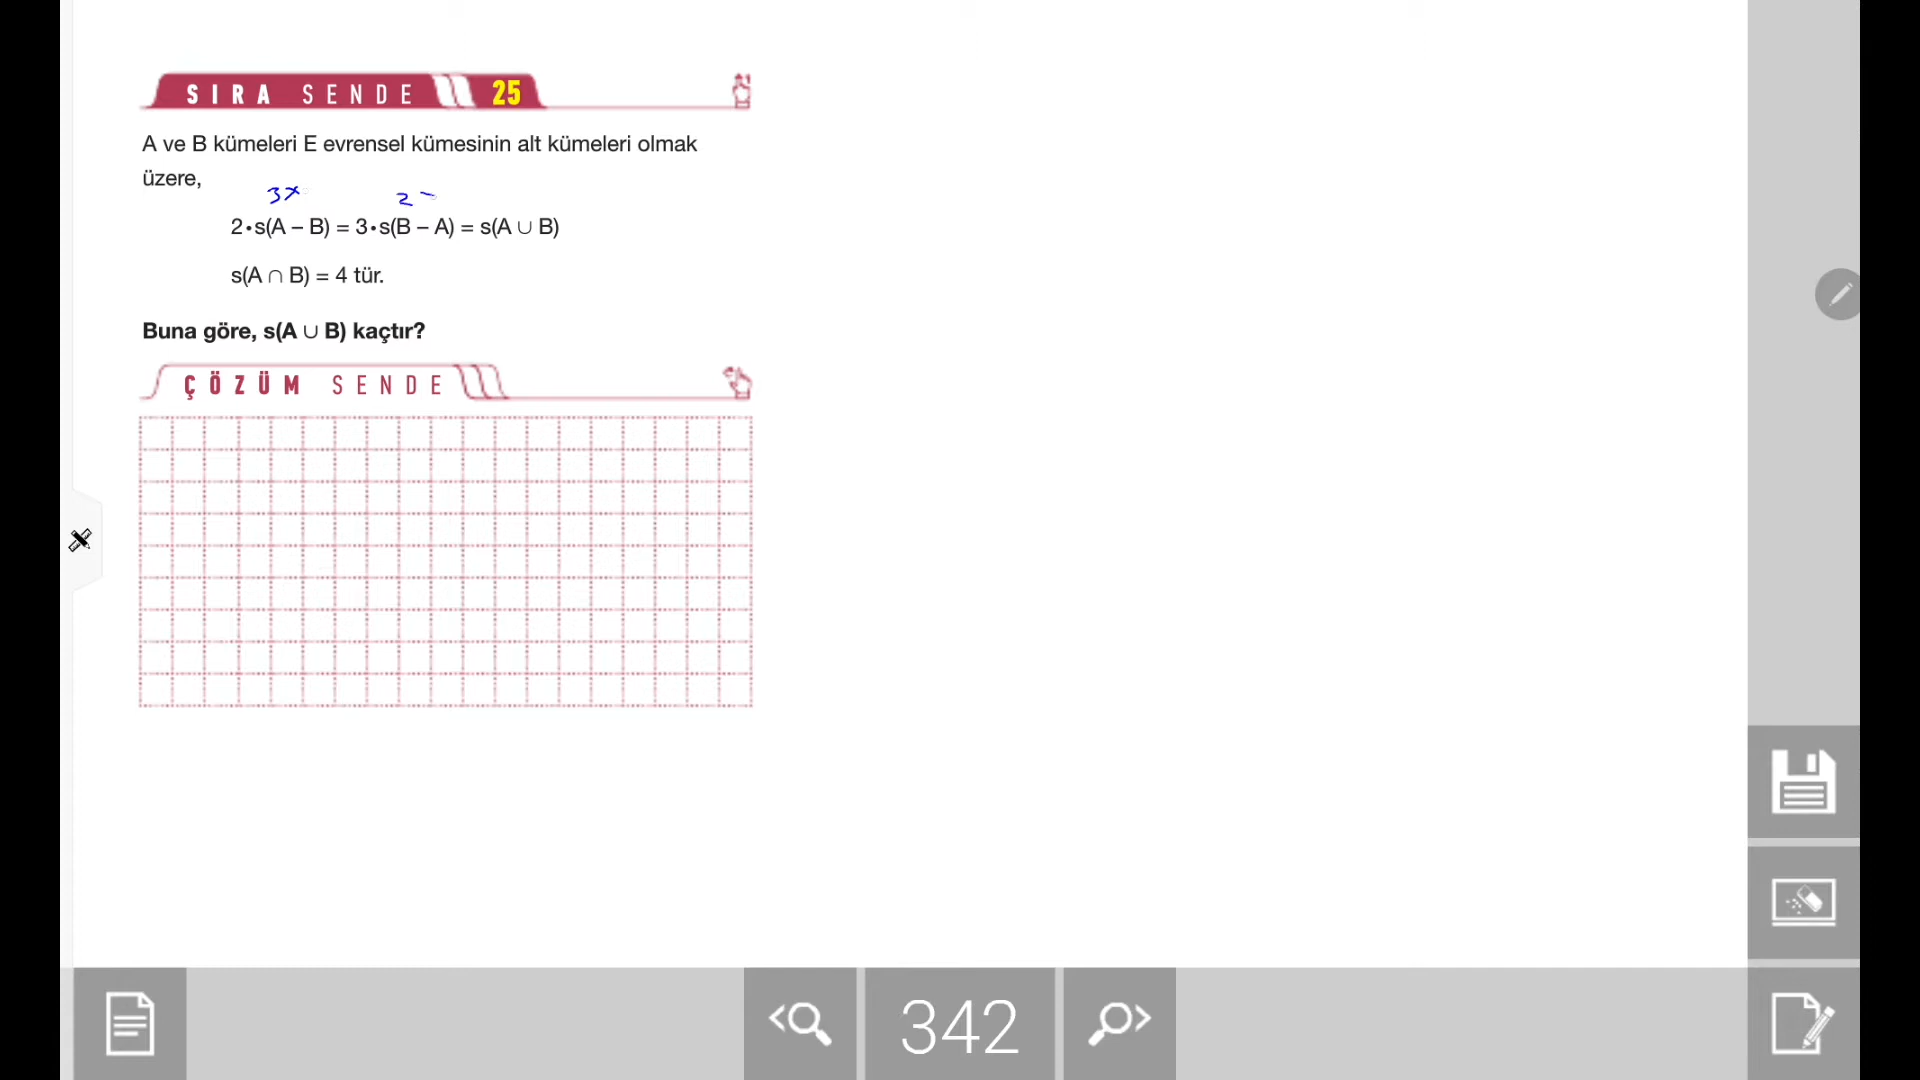 SIRA SENDE 25
A ve B kümeleri E evrensel kümesinin alt kümeleri olmak
üzere,
3x 2
2•s(A – B) = 3•s(B – A) = s(A ∪ B)
s(A ∩ B) = 4 tür.
Buna göre, s(A ∪ B) kaçtır?
ÇÖZÜM SENDE
342